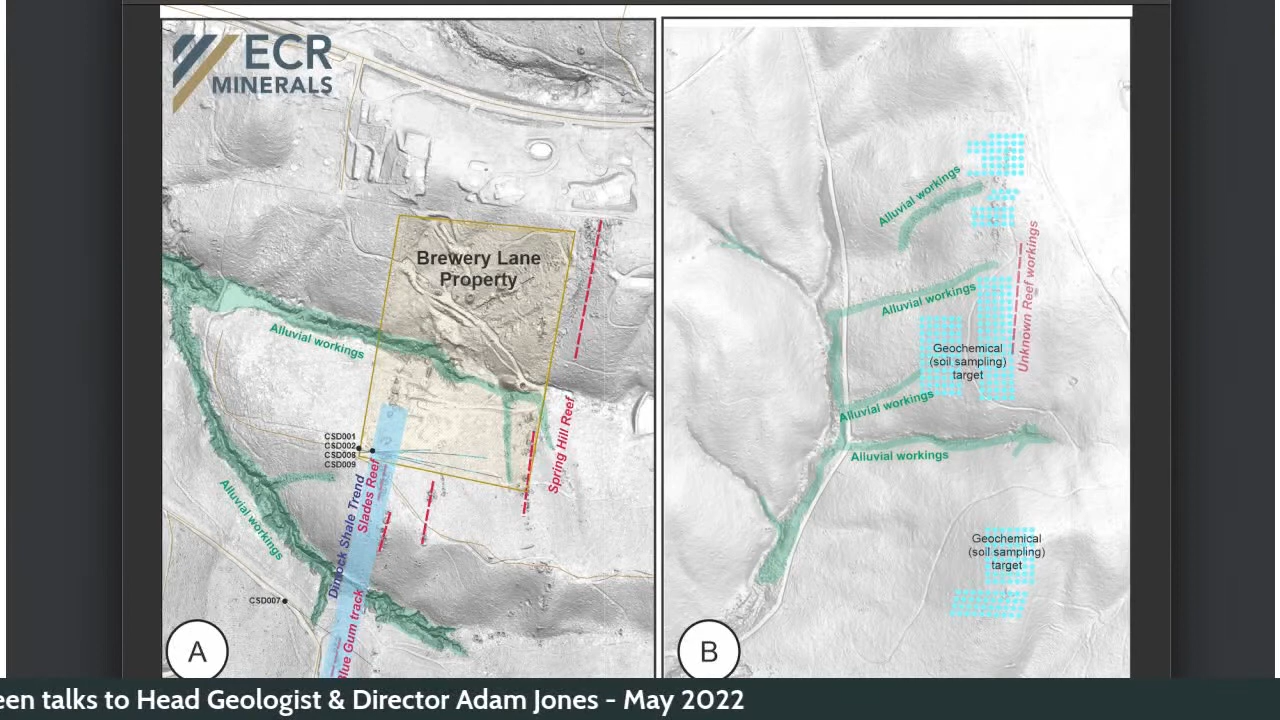 ECR
MINERALS
Brewery Lane
Property
Alluvial workings
CSD001
CSD002
CSD008
CSD009
Spring Hill Reef
Slades Reef
Dimock Shale Trend
Alluvial workings
CSD007
Blue Gum track
A
Alluvial workings
Unknown Reef workings
Alluvial workings
Geochemical
(soil sampling)
target
Alluvial workings
Alluvial workings
Geochemical
(soil sampling)
target
B
een talks to Head Geologist & Director Adam Jones - May 2022